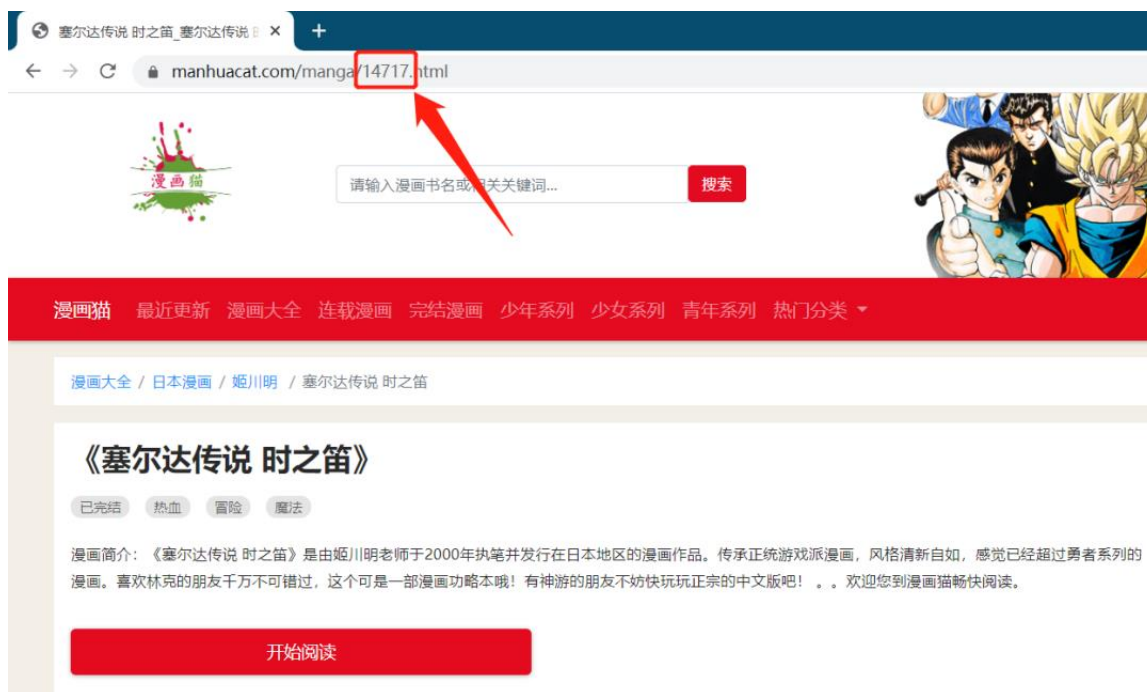 塞尔达传说 时之笛_塞尔达传说
manhuacat.com/manga/14717.html
漫画猫
请输入漫画书名或相关关键词...
搜索
漫画猫 最近更新 漫画大全 连载漫画 完结漫画 少年系列 少女系列 青年系列 热门分类
漫画大全 / 日本漫画 / 姬川明 / 塞尔达传说 时之笛
《塞尔达传说 时之笛》
已完结 热血 冒险 魔法
漫画简介：《塞尔达传说 时之笛》是由姬川明老师于2000年执笔并发行在日本地区的漫画作品。传承正统游戏派漫画，风格清新自如，感觉已经超过勇者系列的
漫画。喜欢林克的朋友千万不可错过，这个可是一部漫画功略本哦！有神游的朋友不妨快玩玩正宗的中文版吧！ 。。欢迎您到漫画猫畅快阅读。
开始阅读